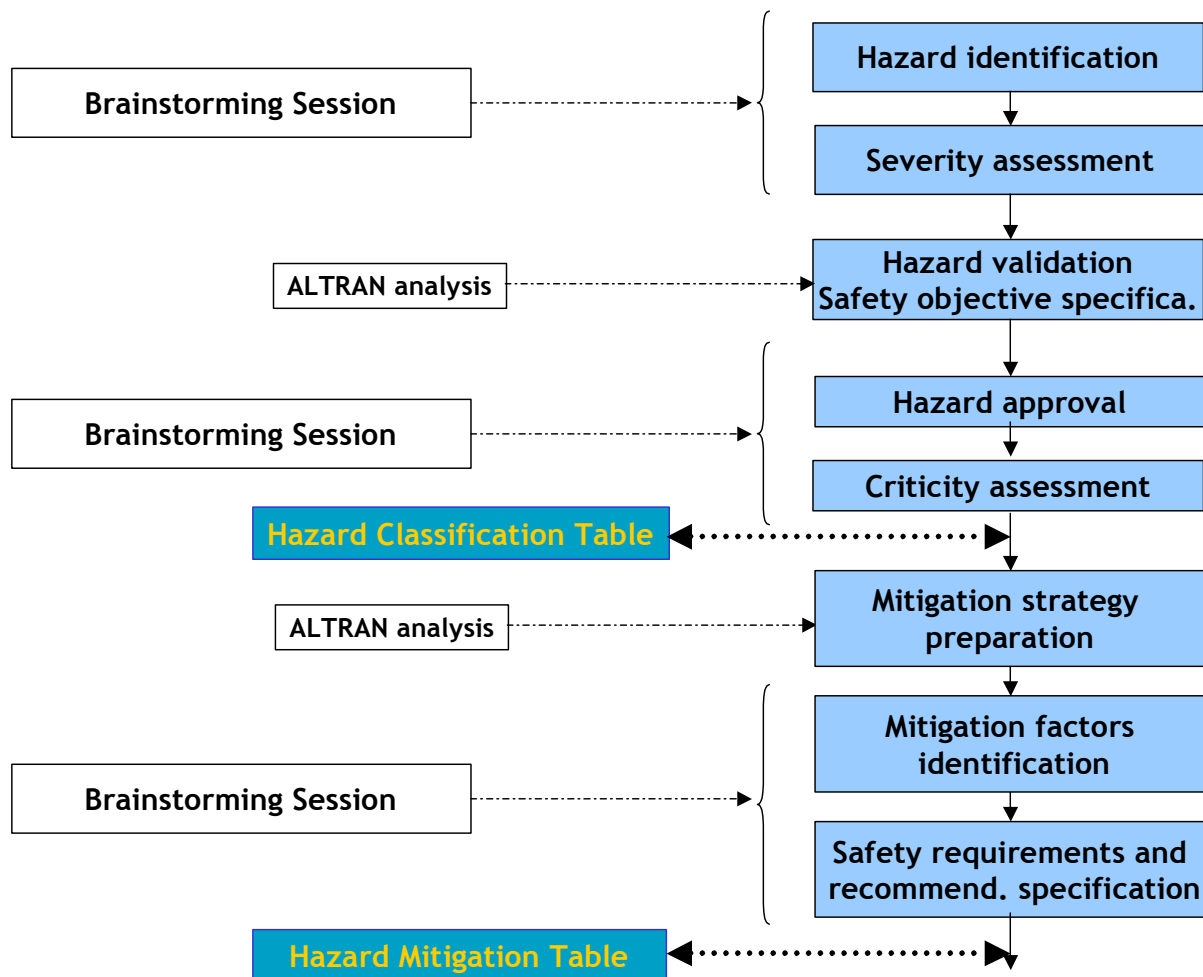 Hazard identification
Brainstorming Session
Severity assessment
Hazard validation
Safety objective specifica.
ALTRAN analysis
Hazard approval
Brainstorming Session
Criticity assessment
Hazard Classification Table
Mitigation strategy
preparation
ALTRAN analysis
Mitigation factors
identification
Brainstorming Session
Safety requirements and
recommend. specification
Hazard Mitigation Table